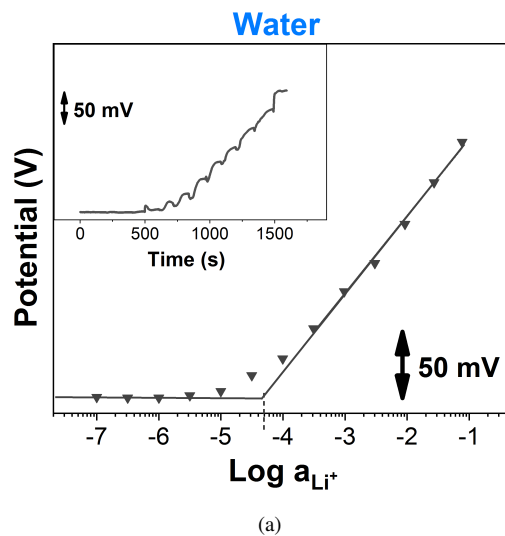 Water
50 mV
0 500 1000 1500
Time (s)
Potential (V)
50 mV
-7 -6 -5 -4 -3 -2 -1
Log a_Li⁺
(a)